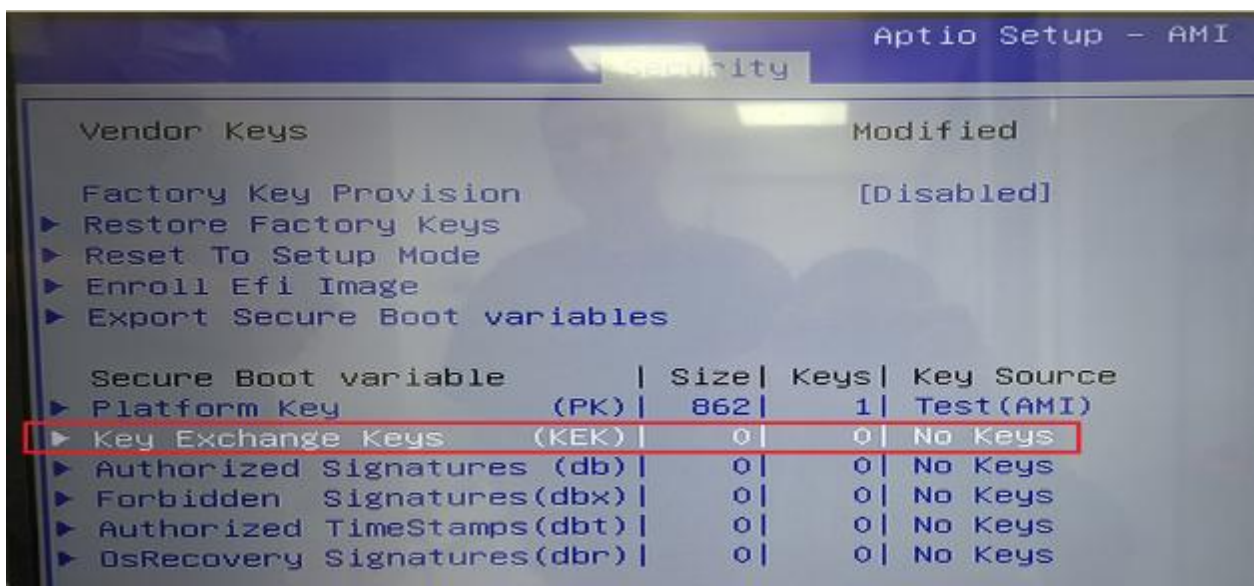 Aptio Setup - AMI
Security
Vendor Keys Modified
Factory Key Provision [Disabled]
► Restore Factory Keys
► Reset To Setup Mode
► Enroll Efi Image
► Export Secure Boot variables
Secure Boot variable | Size| Keys| Key Source
► Platform Key (PK)| 862| 1| Test(AMI)
► Key Exchange Keys (KEK)| 0| 0| No Keys
► Authorized Signatures (db)| 0| 0| No Keys
► Forbidden Signatures(dbx)| 0| 0| No Keys
► Authorized TimeStamps(dbt)| 0| 0| No Keys
► OsRecovery Signatures(dbr)| 0| 0| No Keys